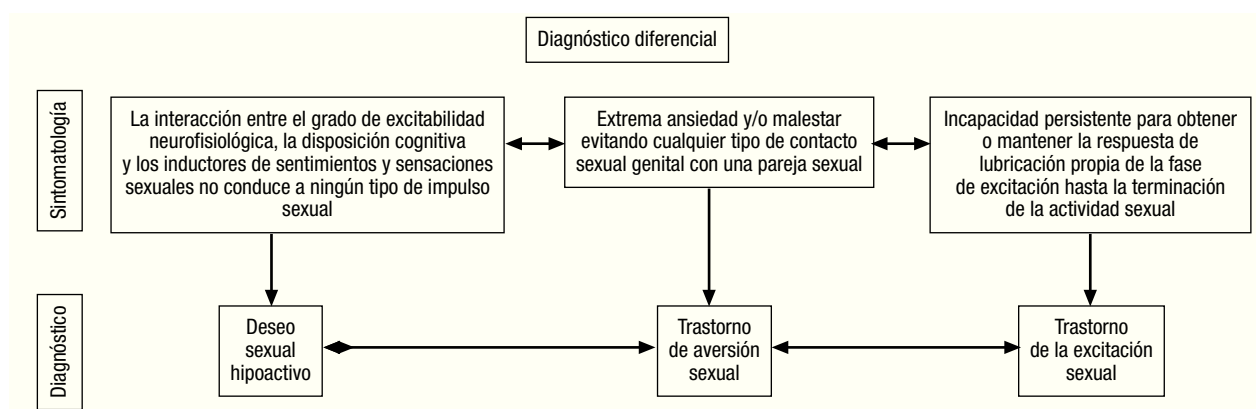 Diagnóstico diferencial
Sintomatología
La interacción entre el grado de excitabilidad
neurofisiológica, la disposición cognitiva
y los inductores de sentimientos y sensaciones
sexuales no conduce a ningún tipo de impulso
sexual
Extrema ansiedad y/o malestar
evitando cualquier tipo de contacto
sexual genital con una pareja sexual
Incapacidad persistente para obtener
o mantener la respuesta de
lubricación propia de la fase
de excitación hasta la terminación
de la actividad sexual
Diagnóstico
Deseo
sexual
hipoactivo
Trastorno
de aversión
sexual
Trastorno
de la excitación
sexual